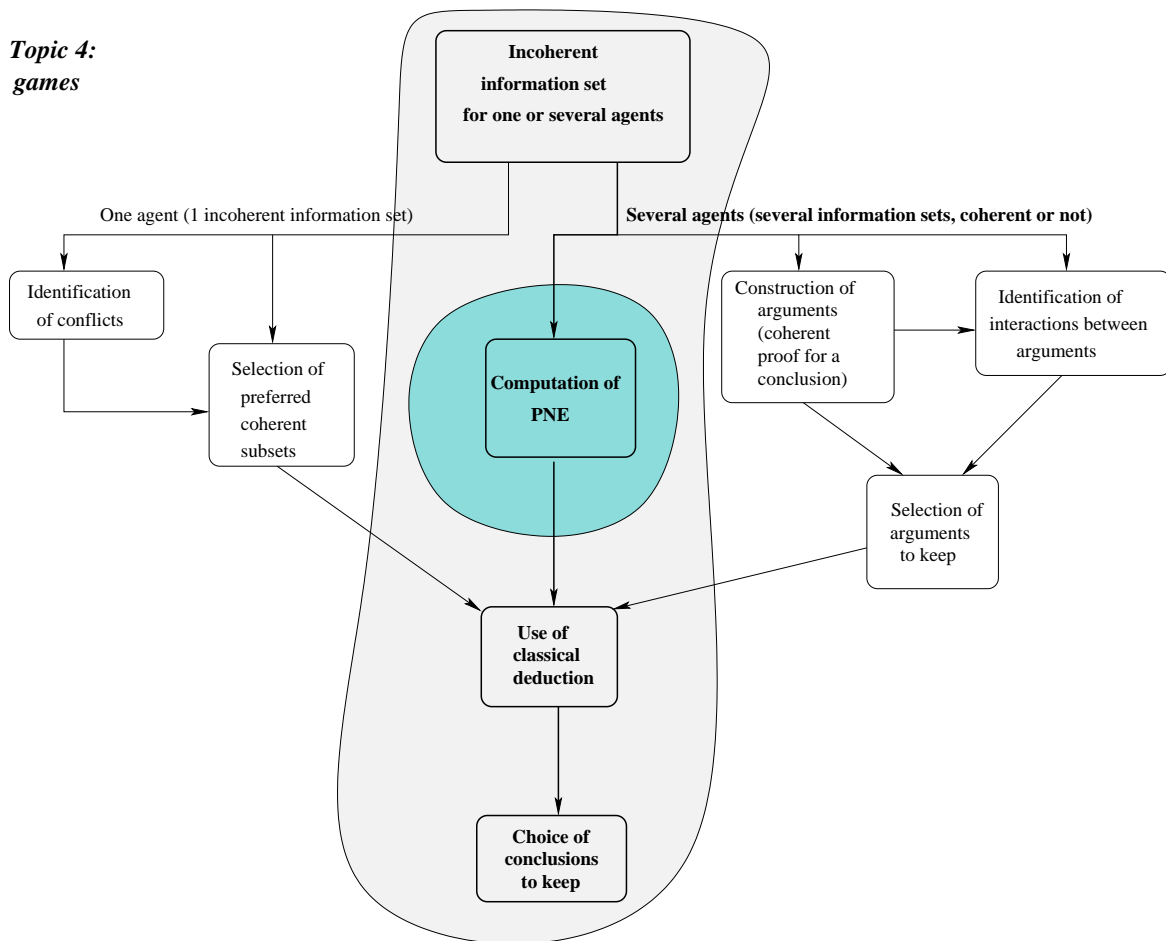 Topic 4:
games
Incoherent
information set
for one or several agents
One agent (1 incoherent information set)
Several agents (several information sets, coherent or not)
Identification
of conflicts
Selection of
preferred
coherent
subsets
Computation of
PNE
Construction of
arguments
(coherent
proof for a
conclusion)
Identification of
interactions between
arguments
Selection of
arguments
to keep
Use of
classical
deduction
Choice of
conclusions
to keep